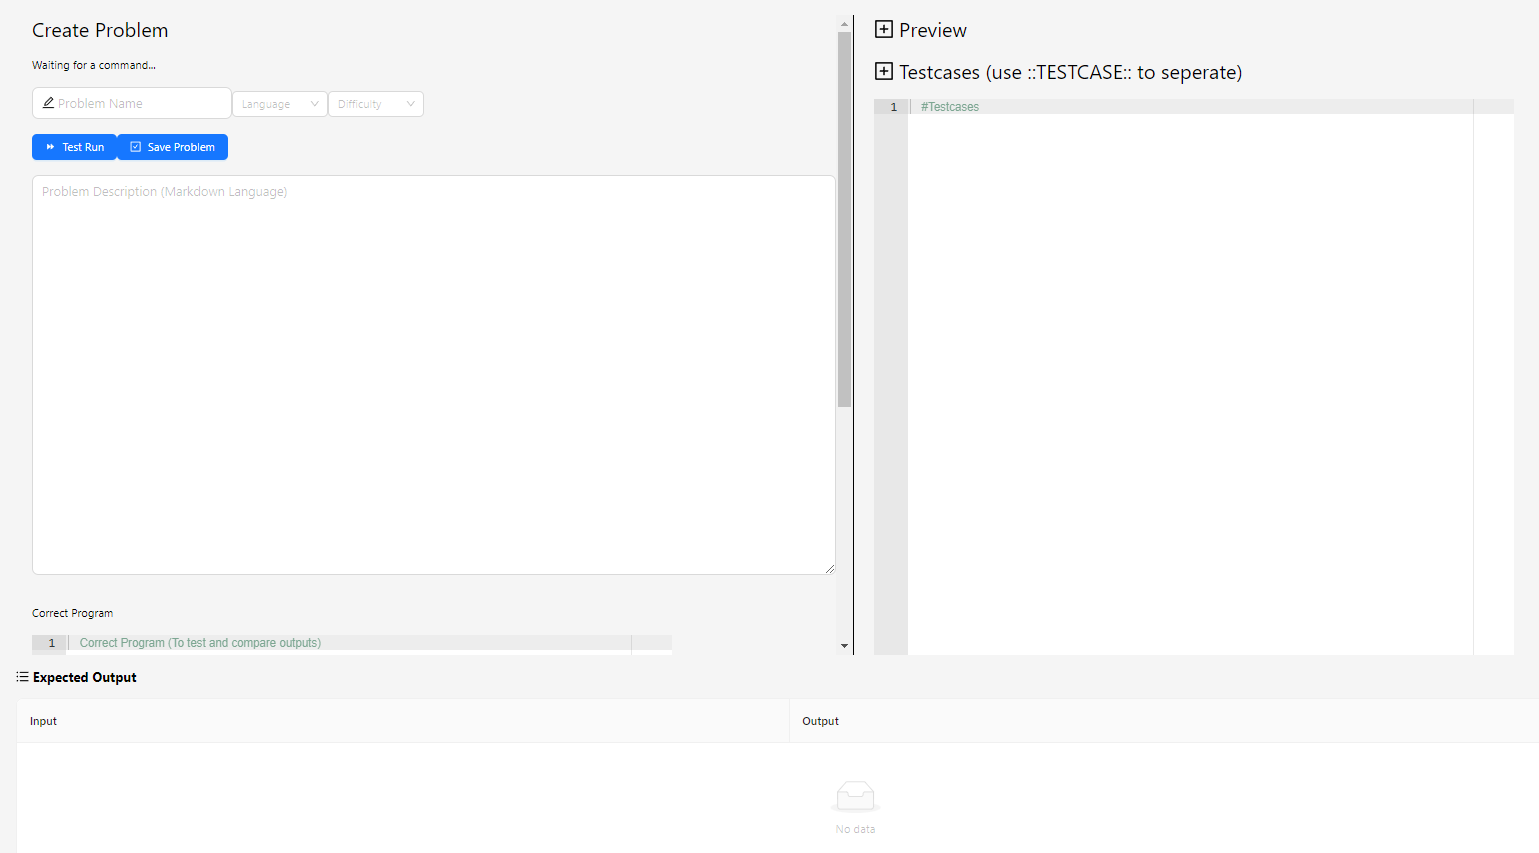 Create Problem
Waiting for a command...
Problem Name
Language
Difficulty
Test Run
Save Problem
Problem Description (Markdown Language)
Correct Program
1 Correct Program (To test and compare outputs)
Preview
Testcases (use ::TESTCASE:: to seperate)
1 #Testcases
Expected Output
Input
Output
No data